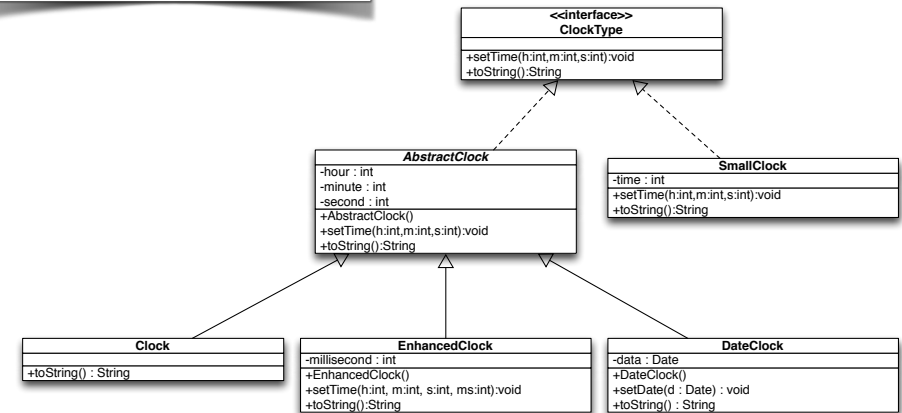 <<interface>>
ClockType
+setTime(h:int,m:int,s:int):void
+toString():String
AbstractClock
-hour : int
-minute : int
-second : int
+AbstractClock()
+setTime(h:int,m:int,s:int):void
+toString():String
SmallClock
-time : int
+setTime(h:int,m:int,s:int):void
+toString():String
Clock
+toString() : String
EnhancedClock
-millisecond : int
+EnhancedClock()
+setTime(h:int, m:int, s:int, ms:int):void
+toString():String
DateClock
-data : Date
+DateClock()
+setDate(d : Date) : void
+toString() : String